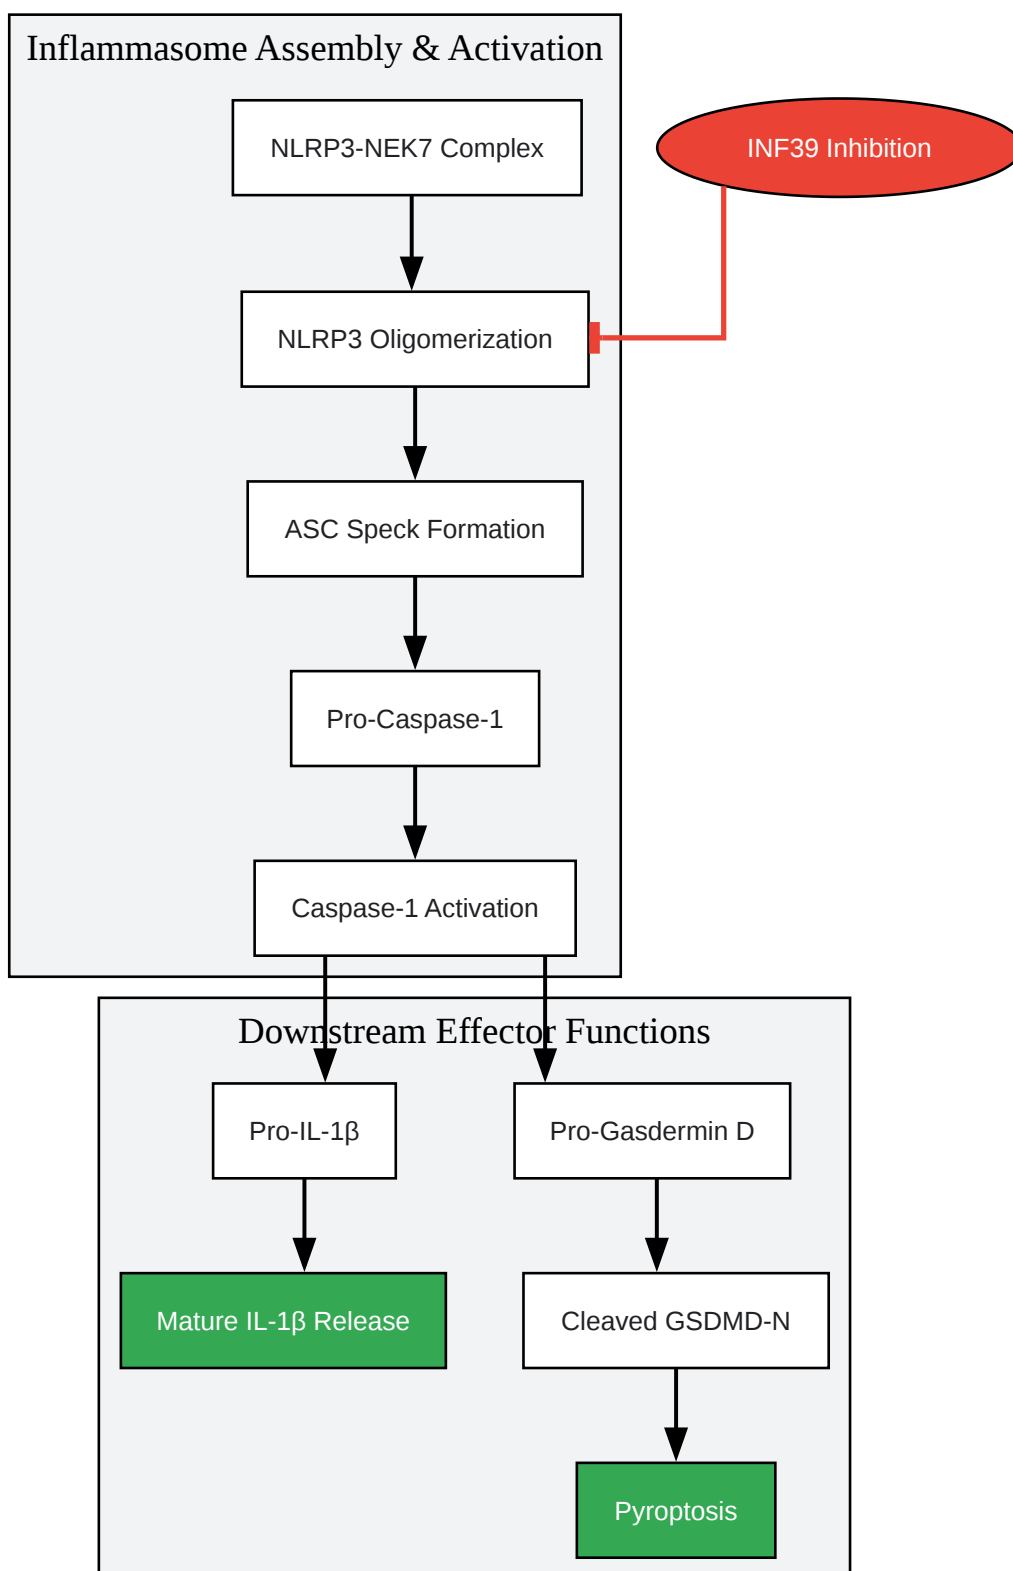 Inflammasome Assembly & Activation
NLRP3-NEK7 Complex
INF39 Inhibition
NLRP3 Oligomerization
ASC Speck Formation
Pro-Caspase-1
Caspase-1 Activation
Downstream Effector Functions
Pro-IL-1β
Pro-Gasdermin D
Mature IL-1β Release
Cleaved GSDMD-N
Pyroptosis